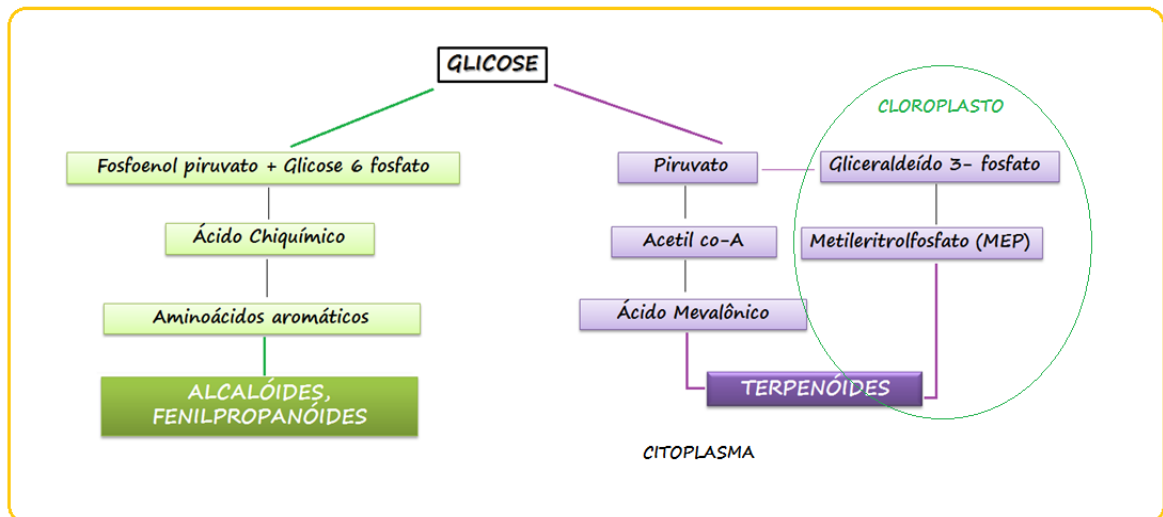 GLICOSE
CLOROPLASTO
Fosfoenol piruvato + Glicose 6 fosfato
Piruvato
Gliceraldeído 3- fosfato
Ácido Chiquímico
Acetil co-A
Metileritrolfosfato (MEP)
Aminoácidos aromáticos
Ácido Mevalônico
ALCALÓIDES,
FENILPROPANÓIDES
TERPENÓIDES
CITOPLASMA